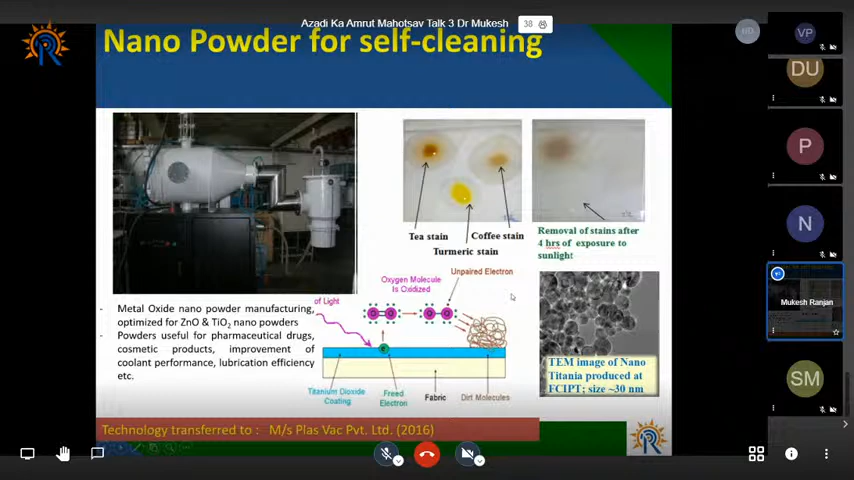 Azadi Ka Amrut Mahotsav Talk 3 Dr Mukesh
38
Nano Powder for self-cleaning
Tea stain
Coffee stain
Turmeric stain
Removal of stains after
4 hrs of exposure to
sunlight
Oxygen Molecule
Is Oxidized
Unpaired Electron
of Light
- Metal Oxide nano powder manufacturing,
optimized for ZnO & TiO2 nano powders
- Powders useful for pharmaceutical drugs,
cosmetic products, improvement of
coolant performance, lubrication efficiency
etc.
Titanium Dioxide
Coating
Freed
Electron
Fabric
Dirt Molecules
TEM image of Nano
Titania produced at
FCIPT; size ~30 nm
Technology transferred to : M/s Plas Vac Pvt. Ltd. (2016)
VP
DU
P
N
Mukesh Ranjan
SM